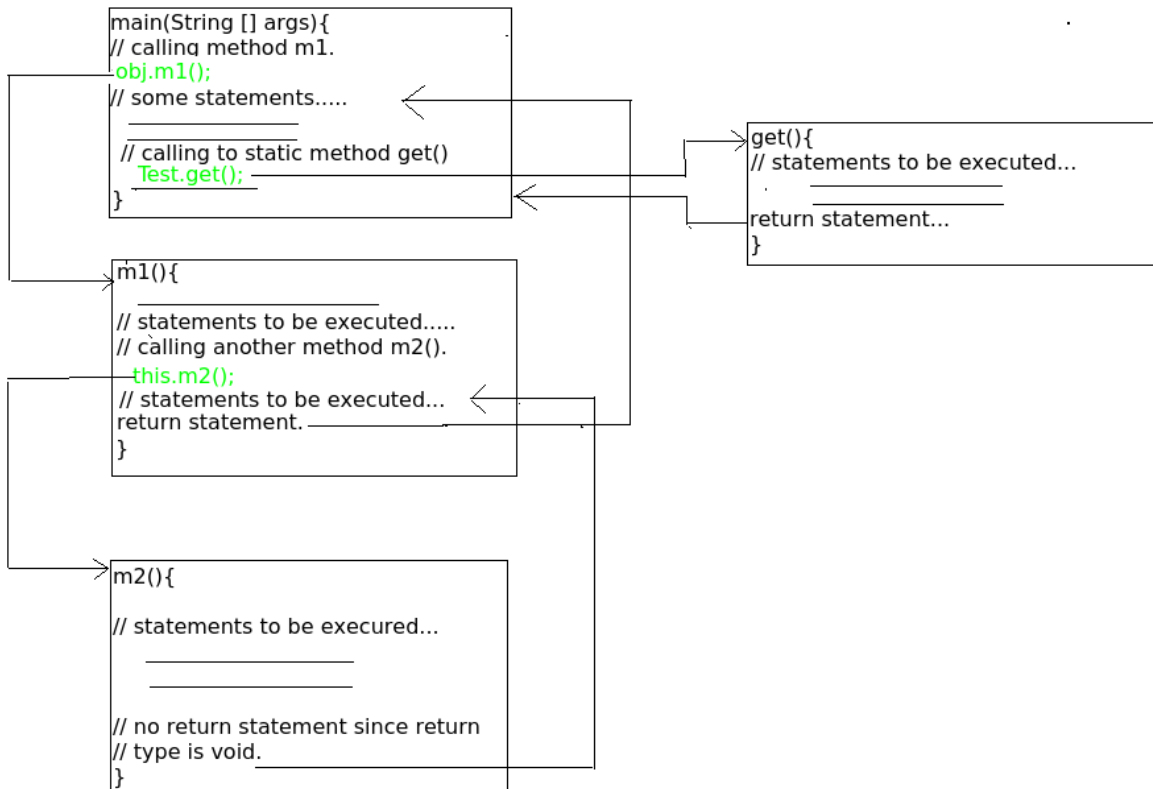 main(String [] args){
// calling method m1.
obj.m1();
// some statements.....
// calling to static method get()
Test.get();
}
get(){
// statements to be executed...
return statement...
}
m1(){
// statements to be executed.....
// calling another method m2().
this.m2();
// statements to be executed...
return statement.
}
m2(){
// statements to be execured...
// no return statement since return
// type is void.
}